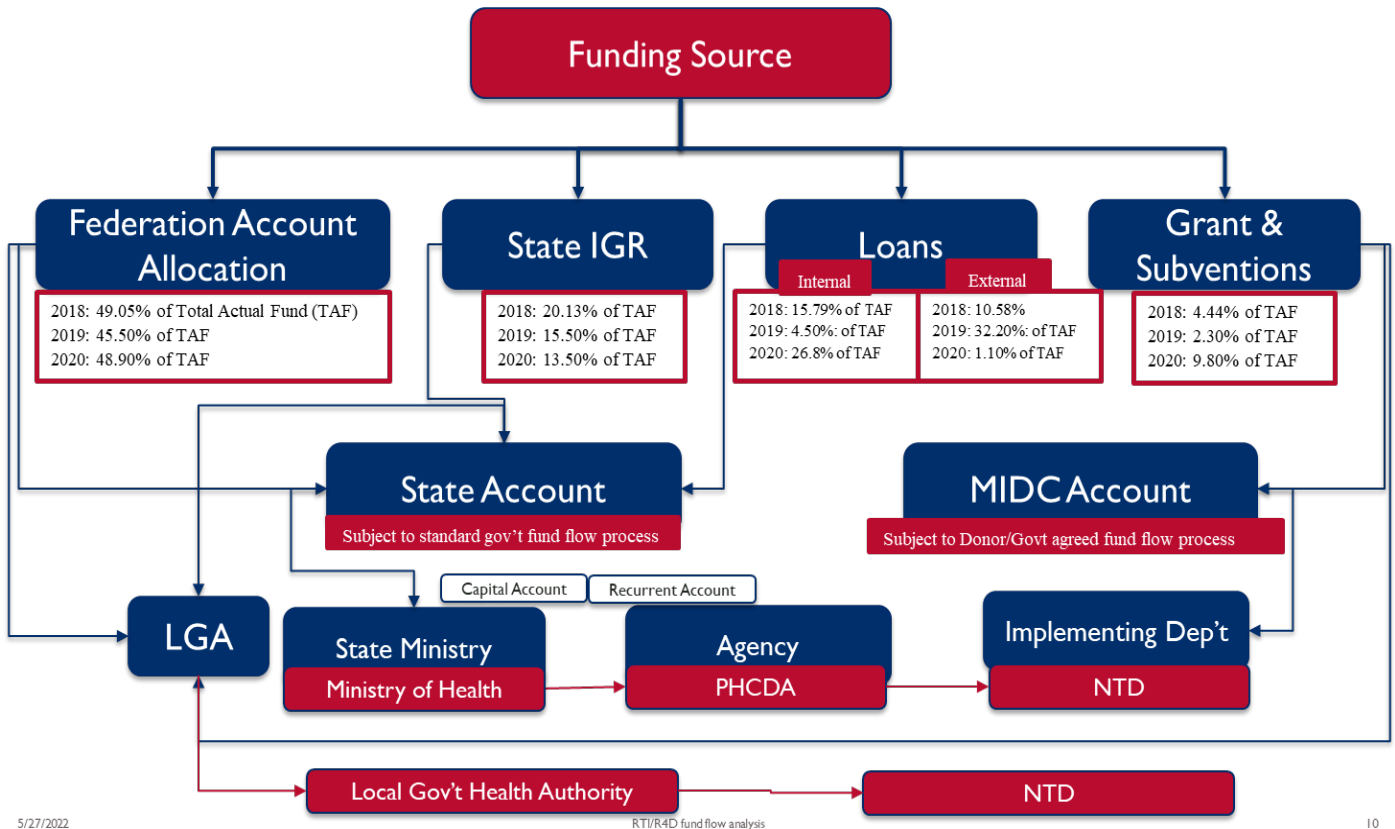 Funding Source
Federation Account
Allocation
State IGR
Loans
Grant &
Subventions
Internal
External
2018: 49.05% of Total Actual Fund (TAF)
2019: 45.50% of TAF
2020: 48.90% of TAF
2018: 20.13% of TAF
2019: 15.50% of TAF
2020: 13.50% of TAF
2018: 15.79% of TAF
2019: 4.50%: of TAF
2020: 26.8% of TAF
2018: 10.58%
2019: 32.20%: of TAF
2020: 1.10% of TAF
2018: 4.44% of TAF
2019: 2.30% of TAF
2020: 9.80% of TAF
State Account
Subject to standard gov't fund flow process
MIDC Account
Subject to Donor/Govt agreed fund flow process
Capital Account
Recurrent Account
LGA
State Ministry
Ministry of Health
Agency
PHCDA
Implementing Dep't
NTD
Local Gov't Health Authority
NTD
5/27/2022
RTI/R4D fund flow analysis
10